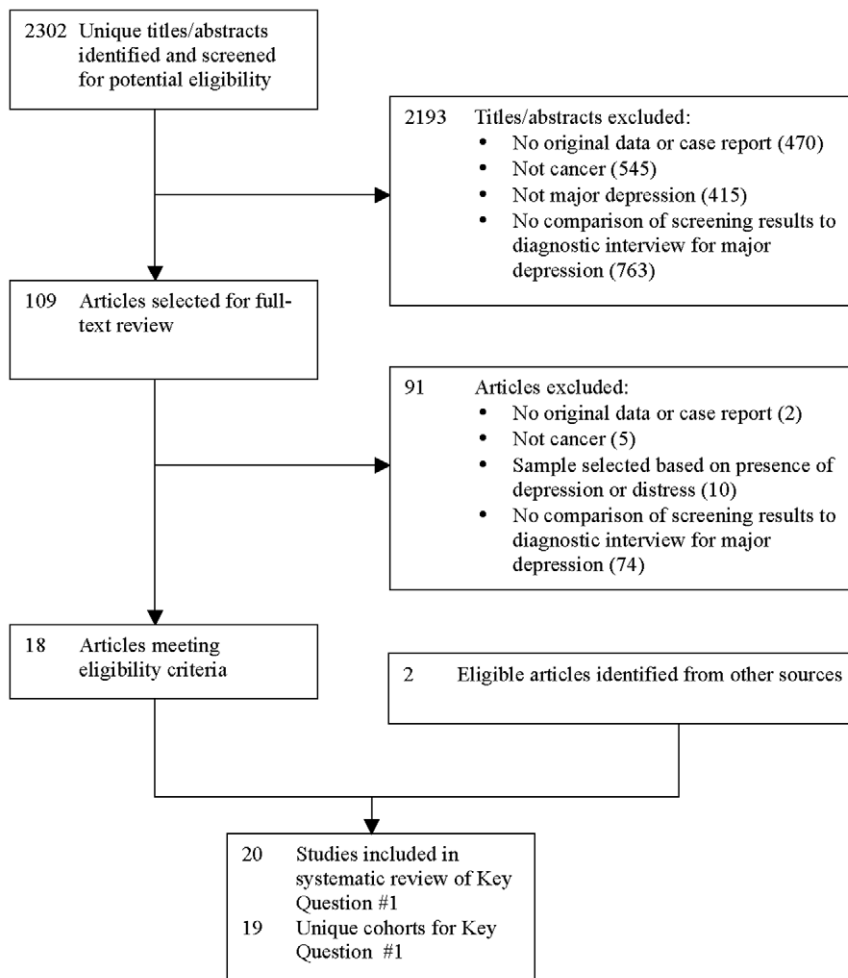 2302 Unique titles/abstracts
identified and screened
for potential eligibility
2193 Titles/abstracts excluded:
• No original data or case report (470)
• Not cancer (545)
• Not major depression (415)
• No comparison of screening results to
diagnostic interview for major
depression (763)
109 Articles selected for full-
text review
91 Articles excluded:
• No original data or case report (2)
• Not cancer (5)
• Sample selected based on presence of
depression or distress (10)
• No comparison of screening results to
diagnostic interview for major
depression (74)
18 Articles meeting
eligibility criteria
2 Eligible articles identified from other sources
20 Studies included in
systematic review of Key
Question #1
19 Unique cohorts for Key
Question #1